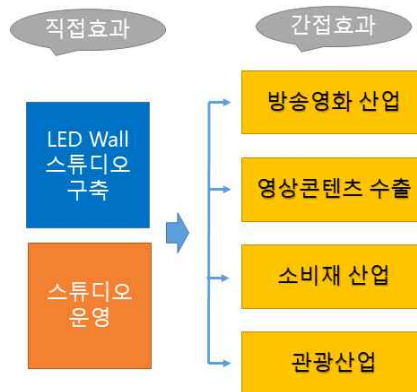 직접효과
간접효과
LED Wall
스튜디오
구축
스튜디오
운영
방송영화 산업
영상콘텐츠 수출
소비재 산업
관광산업